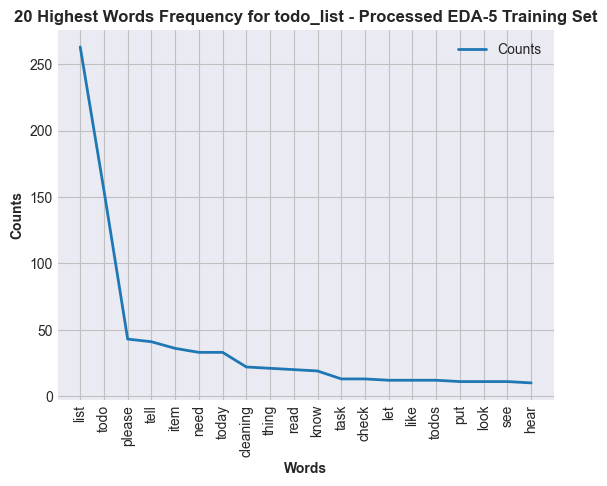 20 Highest Words Frequency for todo_list - Processed EDA-5 Training Set
Counts
Counts
250
200
150
100
50
0
list
todo
please
tell
item
need
today
cleaning
thing
read
know
task
check
let
like
todos
put
look
see
hear
Words